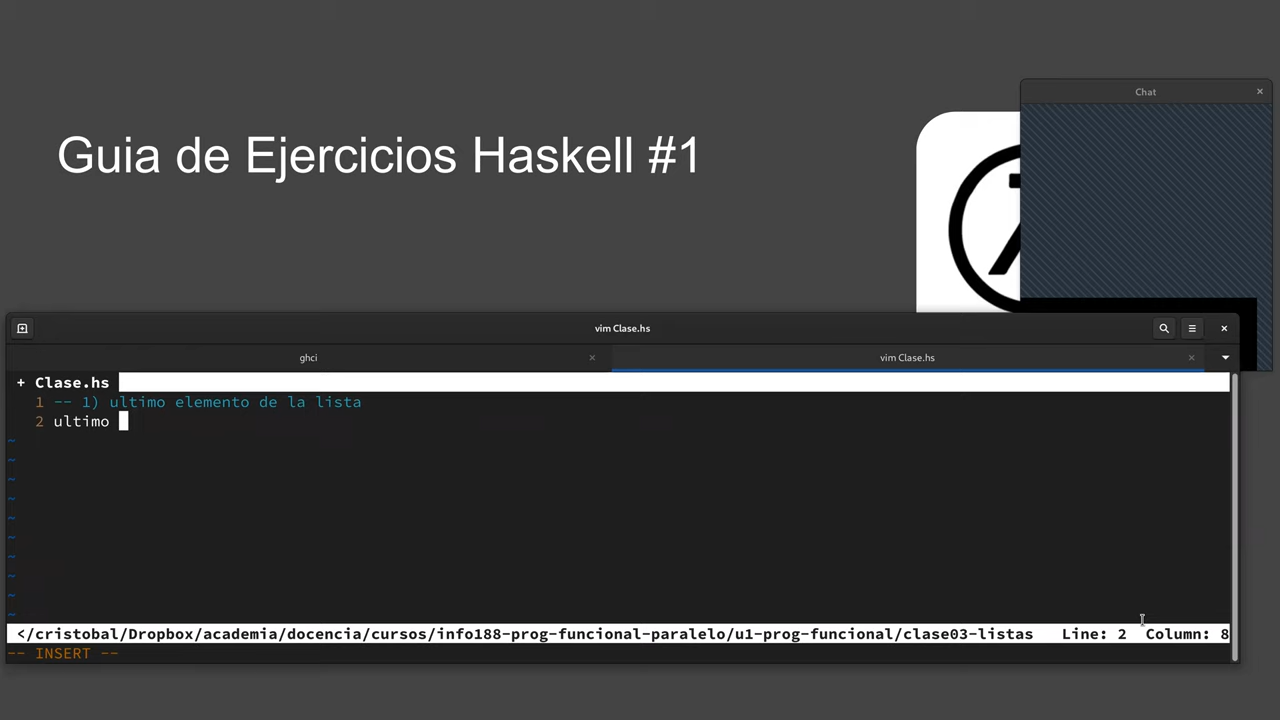 Guia de Ejercicios Haskell #1
Chat
vim Clase.hs
ghci
vim Clase.hs
+ Clase.hs
1 -- 1) ultimo elemento de la lista
2 ultimo
~
~
~
~
~
~
~
~
~
~
</cristobal/Dropbox/academia/docencia/cursos/info188-prog-funcional-paralelo/u1-prog-funcional/clase03-listas Line: 2 Column: 8
-- INSERT --